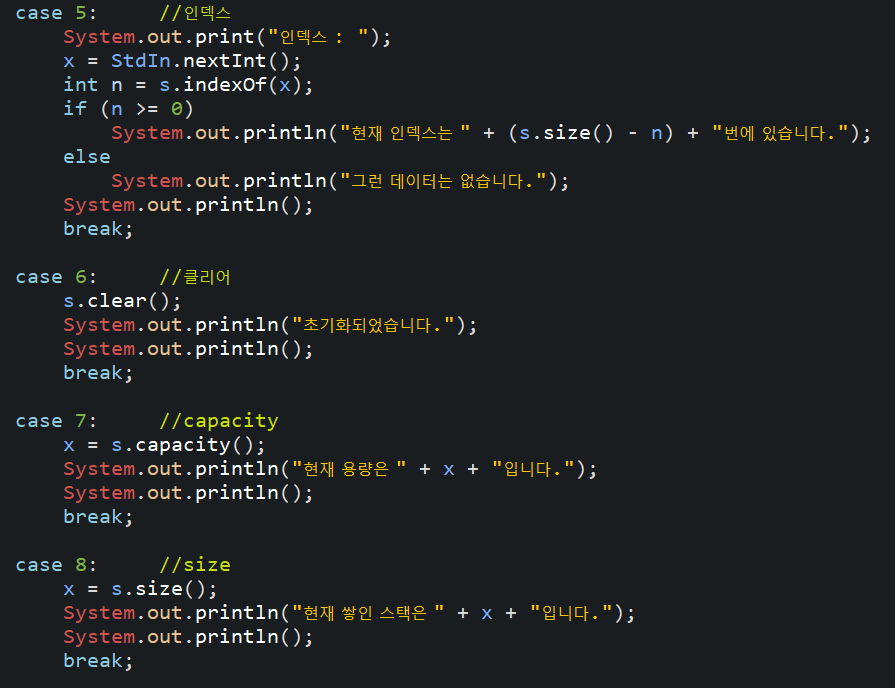 case 5:     //인덱스
    System.out.print("인덱스 : ");
    x = StdIn.nextInt();
    int n = s.indexOf(x);
    if (n >= 0)
        System.out.println("현재 인덱스는 " + (s.size() - n) + "번에 있습니다.");
    else
        System.out.println("그런 데이터는 없습니다.");
    System.out.println();
    break;

case 6:     //클리어
    s.clear();
    System.out.println("초기화되었습니다.");
    System.out.println();
    break;

case 7:     //capacity
    x = s.capacity();
    System.out.println("현재 용량은 " + x + "입니다.");
    System.out.println();
    break;

case 8:     //size
    x = s.size();
    System.out.println("현재 쌓인 스택은 " + x + "입니다.");
    System.out.println();
    break;